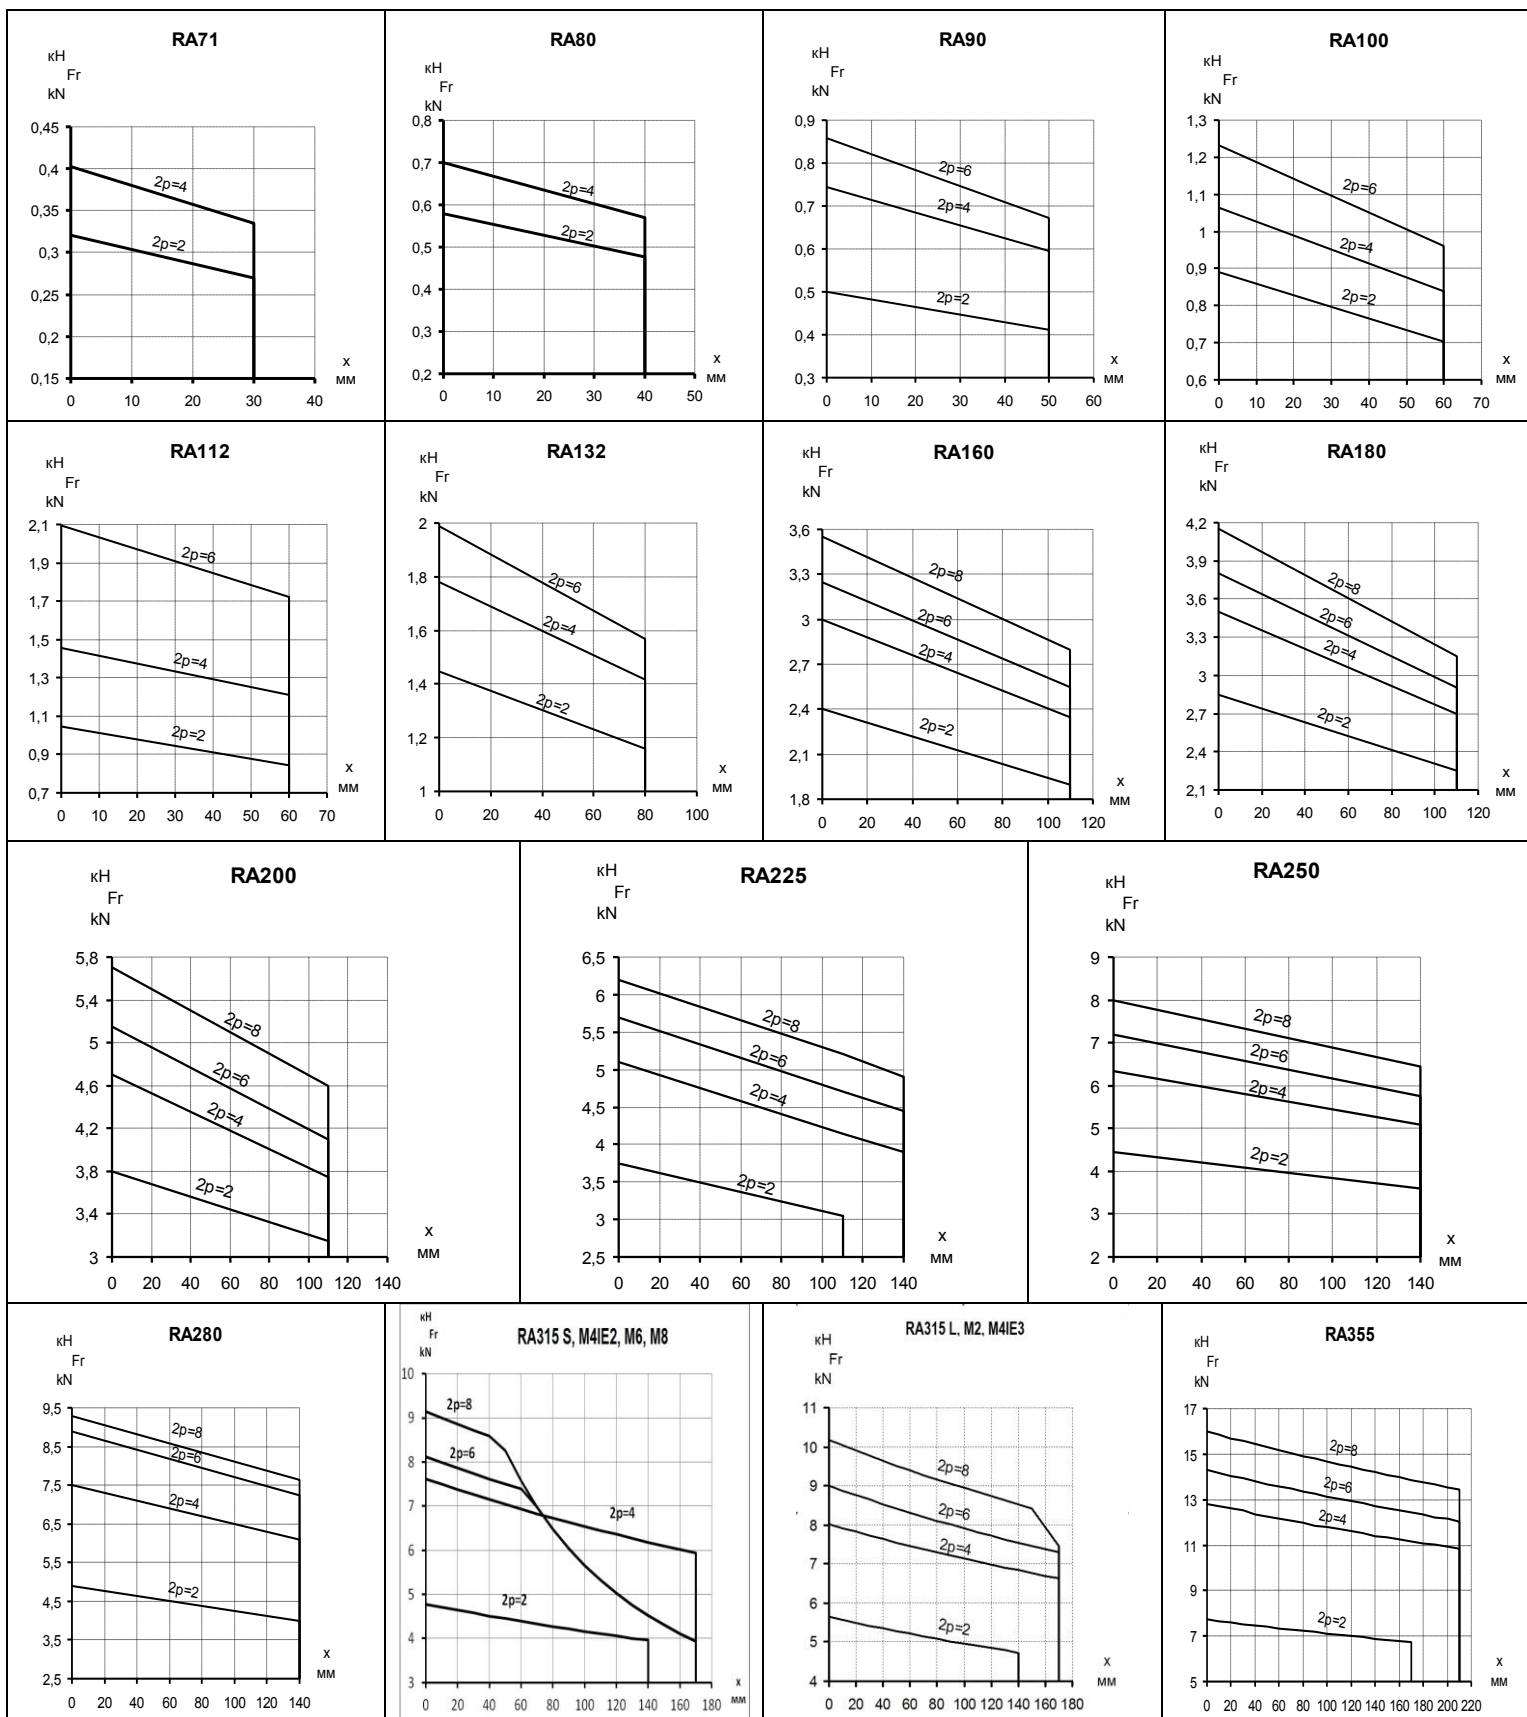 RA71
кН
Fr
kN
0,45
0,4
0,35
0,3
0,25
0,2
0,15
2p=4
2p=2
x
мм
0 10 20 30 40
RA80
кН
Fr
kN
0,8
0,7
0,6
0,5
0,4
0,3
0,2
2p=4
2p=2
x
мм
0 10 20 30 40 50
RA90
кН
Fr
kN
0,9
0,8
0,7
0,6
0,5
0,4
0,3
2p=6
2p=4
2p=2
x
мм
0 10 20 30 40 50 60
RA100
кН
Fr
kN
1,3
1,2
1,1
1
0,9
0,8
0,7
0,6
2p=6
2p=4
2p=2
x
мм
0 10 20 30 40 50 60 70
RA112
кН
Fr
kN
2,1
1,9
1,7
1,5
1,3
1,1
0,9
0,7
2p=6
2p=4
2p=2
x
мм
0 10 20 30 40 50 60 70
RA132
кН
Fr
kN
2
1,8
1,6
1,4
1,2
1
2p=6
2p=4
2p=2
x
мм
0 20 40 60 80 100
RA160
кН
Fr
kN
3,6
3,3
3
2,7
2,4
2,1
1,8
2p=8
2p=6
2p=4
2p=2
x
мм
0 20 40 60 80 100 120
RA180
кН
Fr
kN
4,2
3,9
3,6
3,3
3
2,7
2,4
2,1
2p=8
2p=6
2p=4
2p=2
x
мм
0 20 40 60 80 100 120
RA200
кН
Fr
kN
5,8
5,4
5
4,6
4,2
3,8
3,4
3
2p=8
2p=6
2p=4
2p=2
x
мм
0 20 40 60 80 100 120 140
RA225
кН
Fr
kN
6,5
6
5,5
5
4,5
4
3,5
3
2,5
2p=8
2p=6
2p=4
2p=2
x
мм
0 20 40 60 80 100 120 140
RA250
кН
Fr
kN
9
8
7
6
5
4
3
2
2p=8
2p=6
2p=4
2p=2
x
мм
0 20 40 60 80 100 120 140
RA280
кН
Fr
kN
9,5
8,5
7,5
6,5
5,5
4,5
3,5
2,5
2p=8
2p=6
2p=4
2p=2
x
мм
0 20 40 60 80 100 120 140
RA315 S, M4IE2, M6, M8
кН
Fr
kN
10
9
8
7
6
5
4
3
2p=8
2p=6
2p=4
2p=2
x
мм
0 20 40 60 80 100 120 140 160 180
RA315 L, M2, M4IE3
кН
Fr
kN
11
10
9
8
7
6
5
4
2p=8
2p=6
2p=4
2p=2
x
мм
0 20 40 60 80 100 120 140 160 180
RA355
кН
Fr
kN
17
15
13
11
9
7
5
2p=8
2p=6
2p=4
2p=2
x
мм
0 20 40 60 80 100 120 140 160 180 200 220